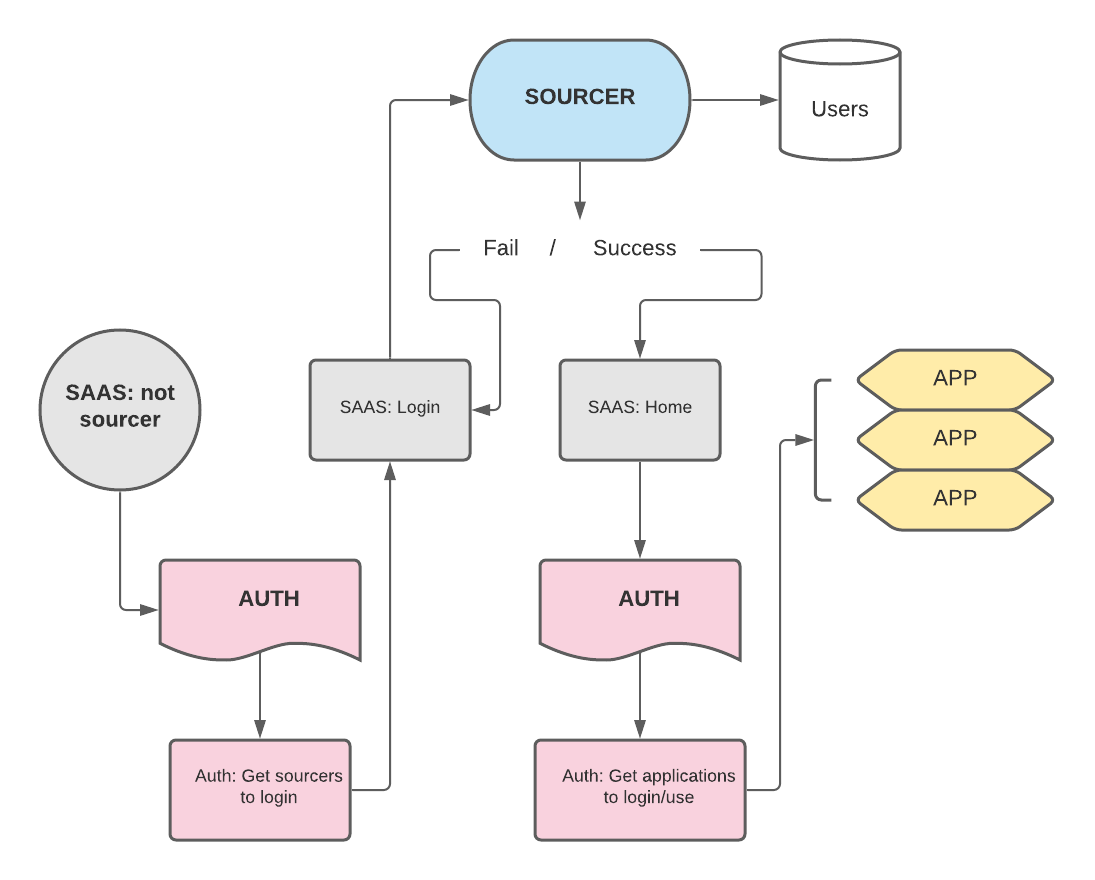 SOURCER
Users
Fail / Success
SAAS: not
sourcer
SAAS: Login
SAAS: Home
APP
APP
APP
AUTH
AUTH
Auth: Get sourcers
to login
Auth: Get applications
to login/use